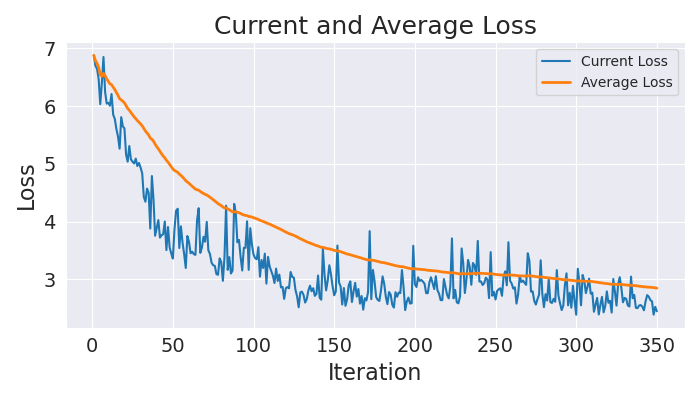 Current and Average Loss
Current Loss
Average Loss
7
6
5
4
3
Loss
0 50 100 150 200 250 300 350
Iteration